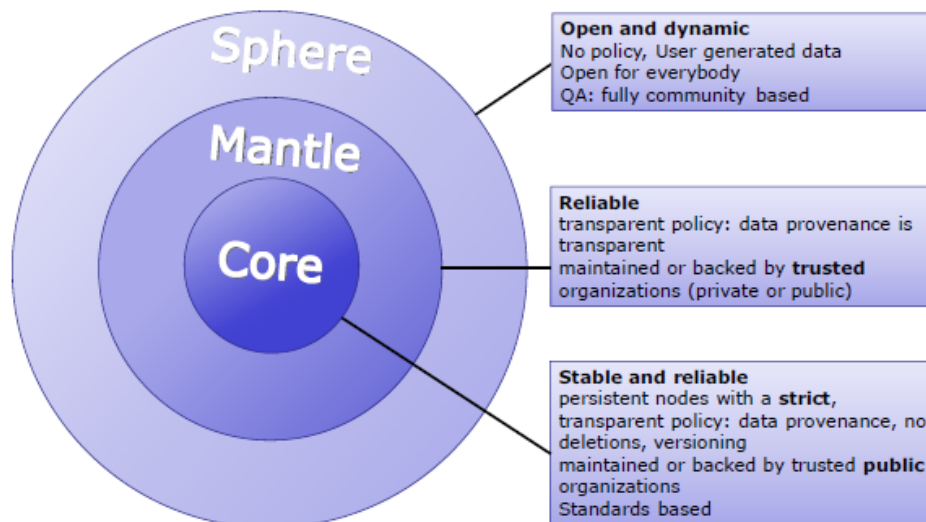 Sphere
Mantle
Core
Open and dynamic
No policy, User generated data
Open for everybody
QA: fully community based
Reliable
transparent policy: data provenance is
transparent
maintained or backed by trusted
organizations (private or public)
Stable and reliable
persistent nodes with a strict,
transparent policy: data provenance, no
deletions, versioning
maintained or backed by trusted public
organizations
Standards based